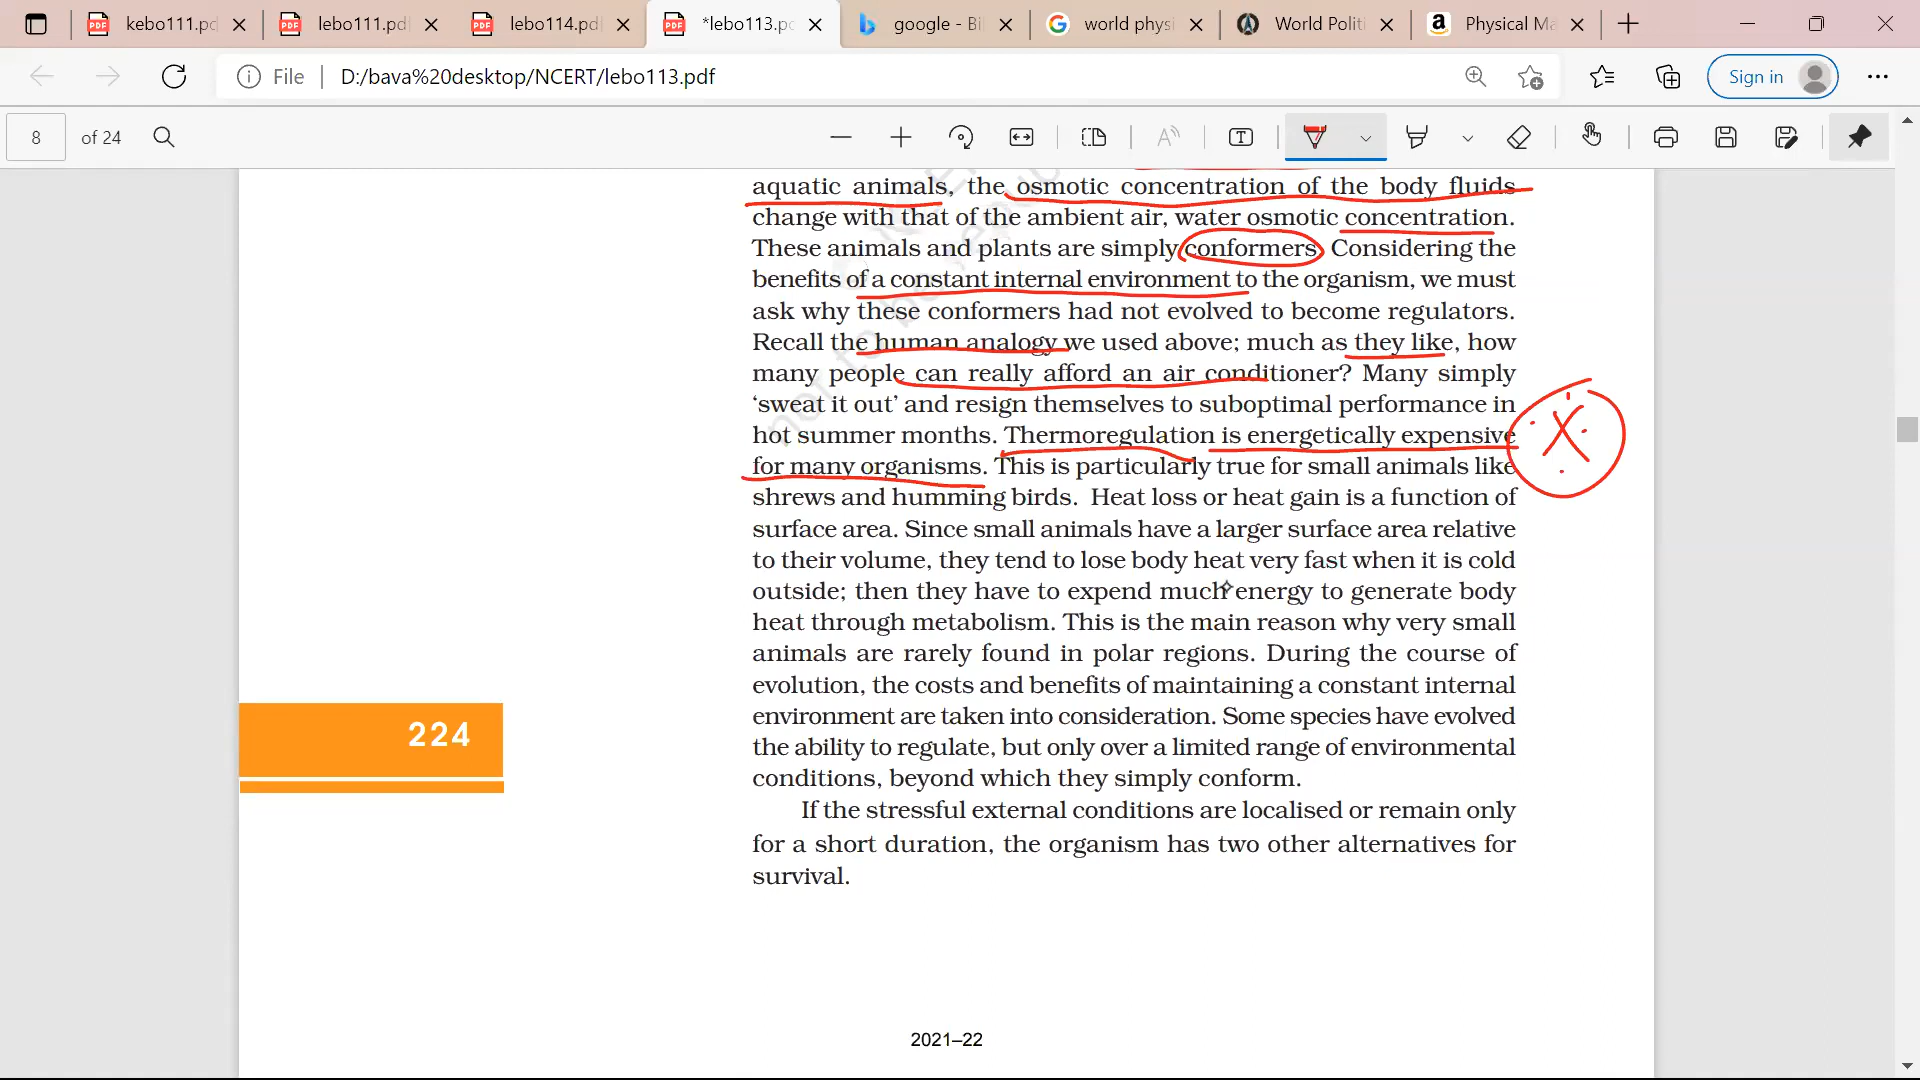 kebo111.pd
lebo111.pdf
lebo114.pdf
*lebo113.pd
google - Bi
world physi
World Politi
Physical Ma
File
D:/bava%20desktop/NCERT/lebo113.pdf
Sign in
8 of 24
aquatic animals, the osmotic concentration of the body fluids
change with that of the ambient air, water osmotic concentration.
These animals and plants are simply conformers. Considering the
benefits of a constant internal environment to the organism, we must
ask why these conformers had not evolved to become regulators.
Recall the human analogy we used above; much as they like, how
many people can really afford an air conditioner? Many simply
‘sweat it out’ and resign themselves to suboptimal performance in
hot summer months. Thermoregulation is energetically expensive
for many organisms. This is particularly true for small animals like
shrews and humming birds. Heat loss or heat gain is a function of
surface area. Since small animals have a larger surface area relative
to their volume, they tend to lose body heat very fast when it is cold
outside; then they have to expend much energy to generate body
heat through metabolism. This is the main reason why very small
animals are rarely found in polar regions. During the course of
evolution, the costs and benefits of maintaining a constant internal
environment are taken into consideration. Some species have evolved
the ability to regulate, but only over a limited range of environmental
conditions, beyond which they simply conform.
If the stressful external conditions are localised or remain only
for a short duration, the organism has two other alternatives for
survival.
224
2021–22